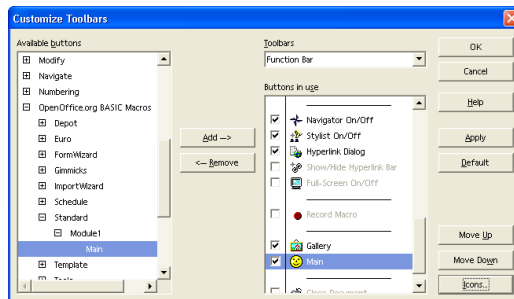 Customize Toolbars
Available buttons
Modify
Navigate
Numbering
OpenOffice.org BASIC Macros
Depot
Euro
FormWizard
Gimmicks
ImportWizard
Schedule
Standard
Module1
Main
Template
Tools
Add -->
<-- Remove
Toolbars
Function Bar
Buttons in use
Navigator On/Off
Stylist On/Off
Hyperlink Dialog
Show/Hide Hyperlink Bar
Full-Screen On/Off
Record Macro
Gallery
Main
Close Document
OK
Cancel
Help
Apply
Default
Move Up
Move Down
Icons...